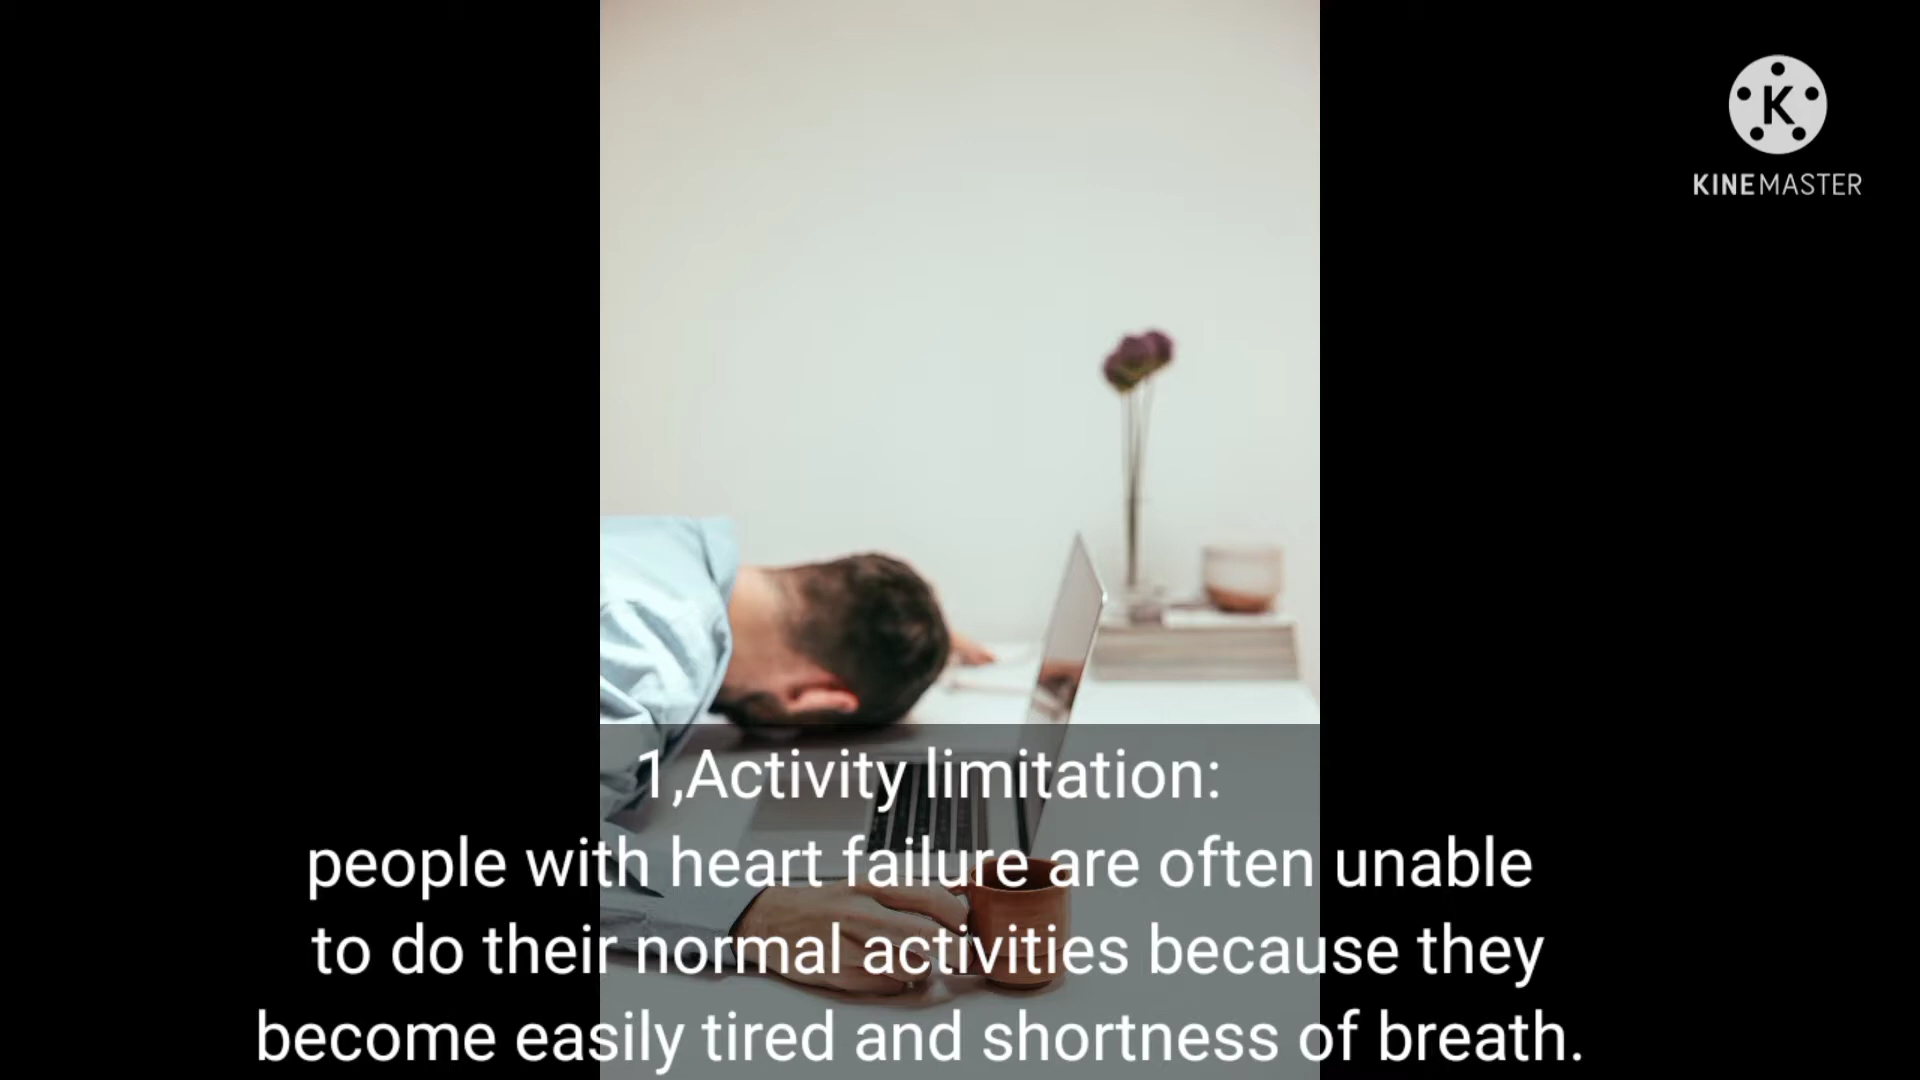 K
KINEMASTER
1,Activity limitation:
people with heart failure are often unable
to do their normal activities because they
become easily tired and shortness of breath.